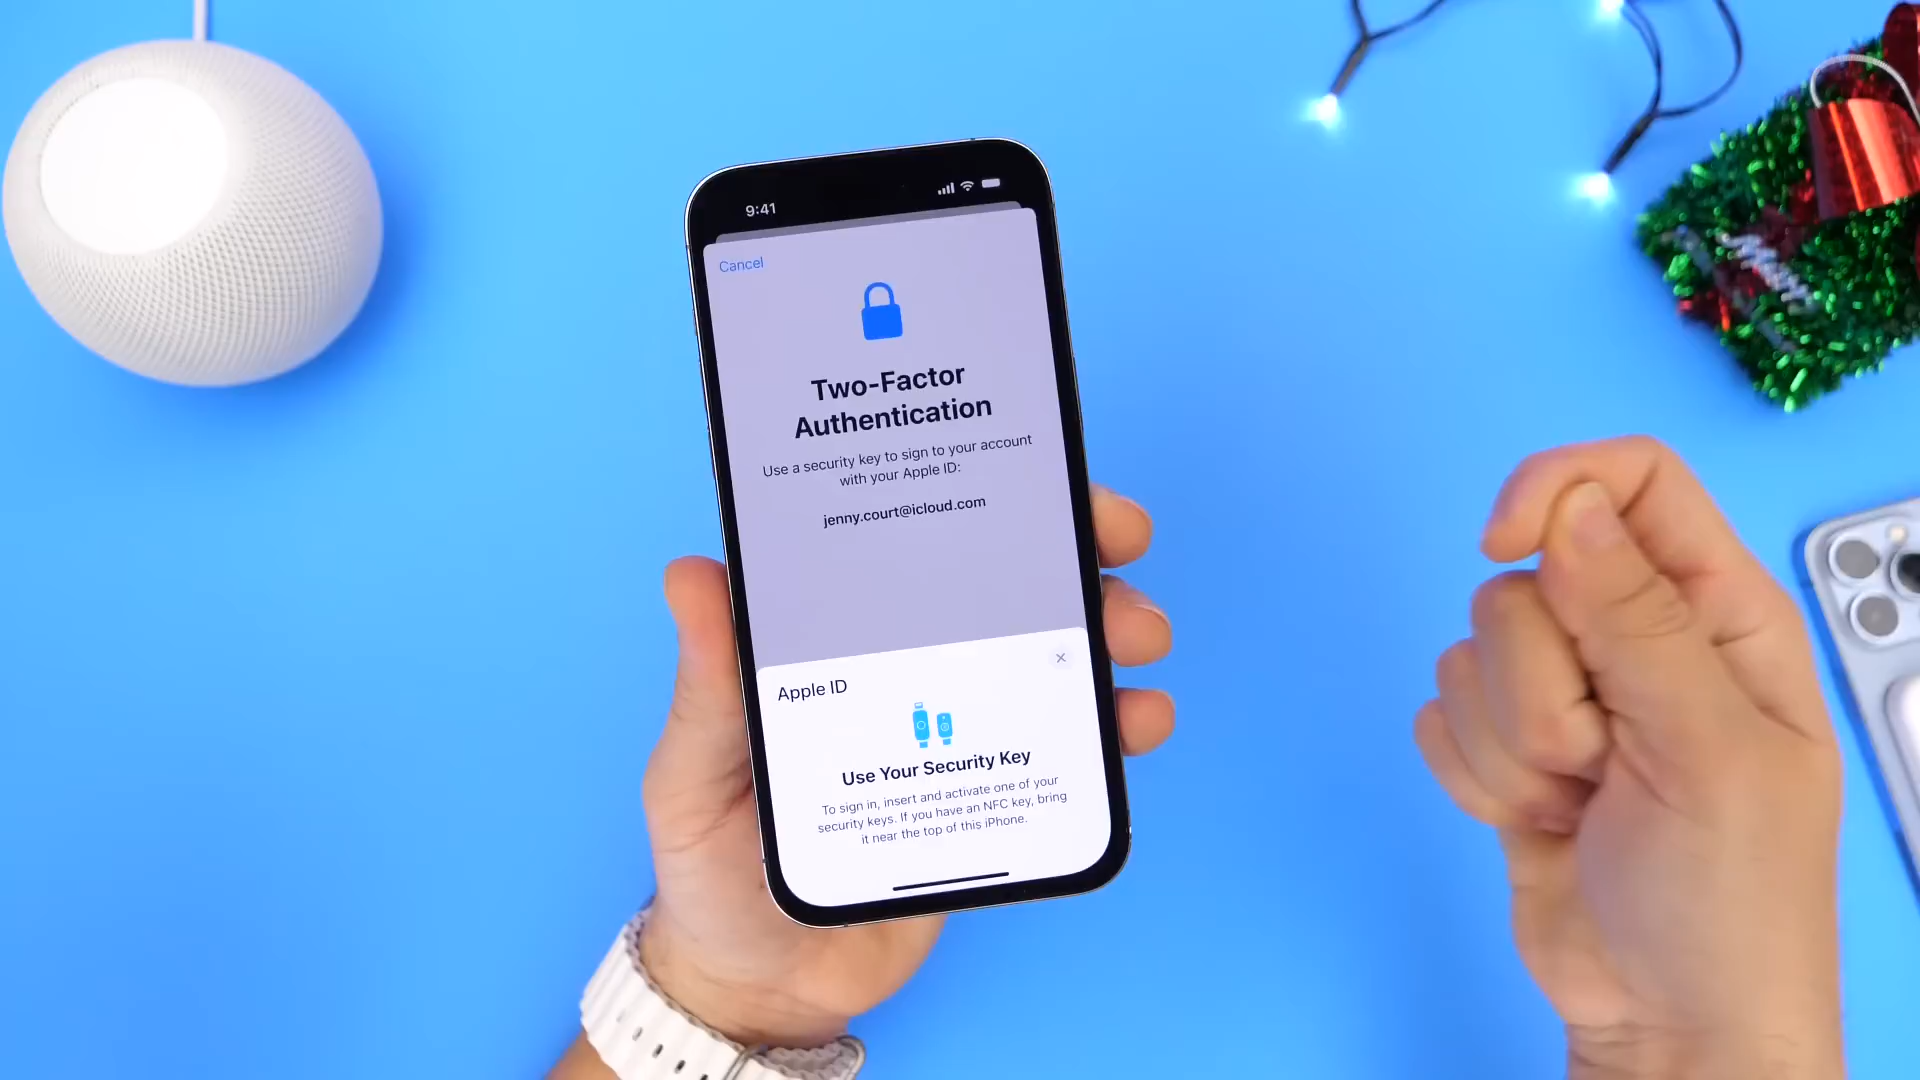 9:41
Cancel
Two-Factor
Authentication
Use a security key to sign to your account
with your Apple ID:
jenny.court@icloud.com
Apple ID
Use Your Security Key
To sign in, insert and activate one of your
security keys. If you have an NFC key, bring
it near the top of this iPhone.